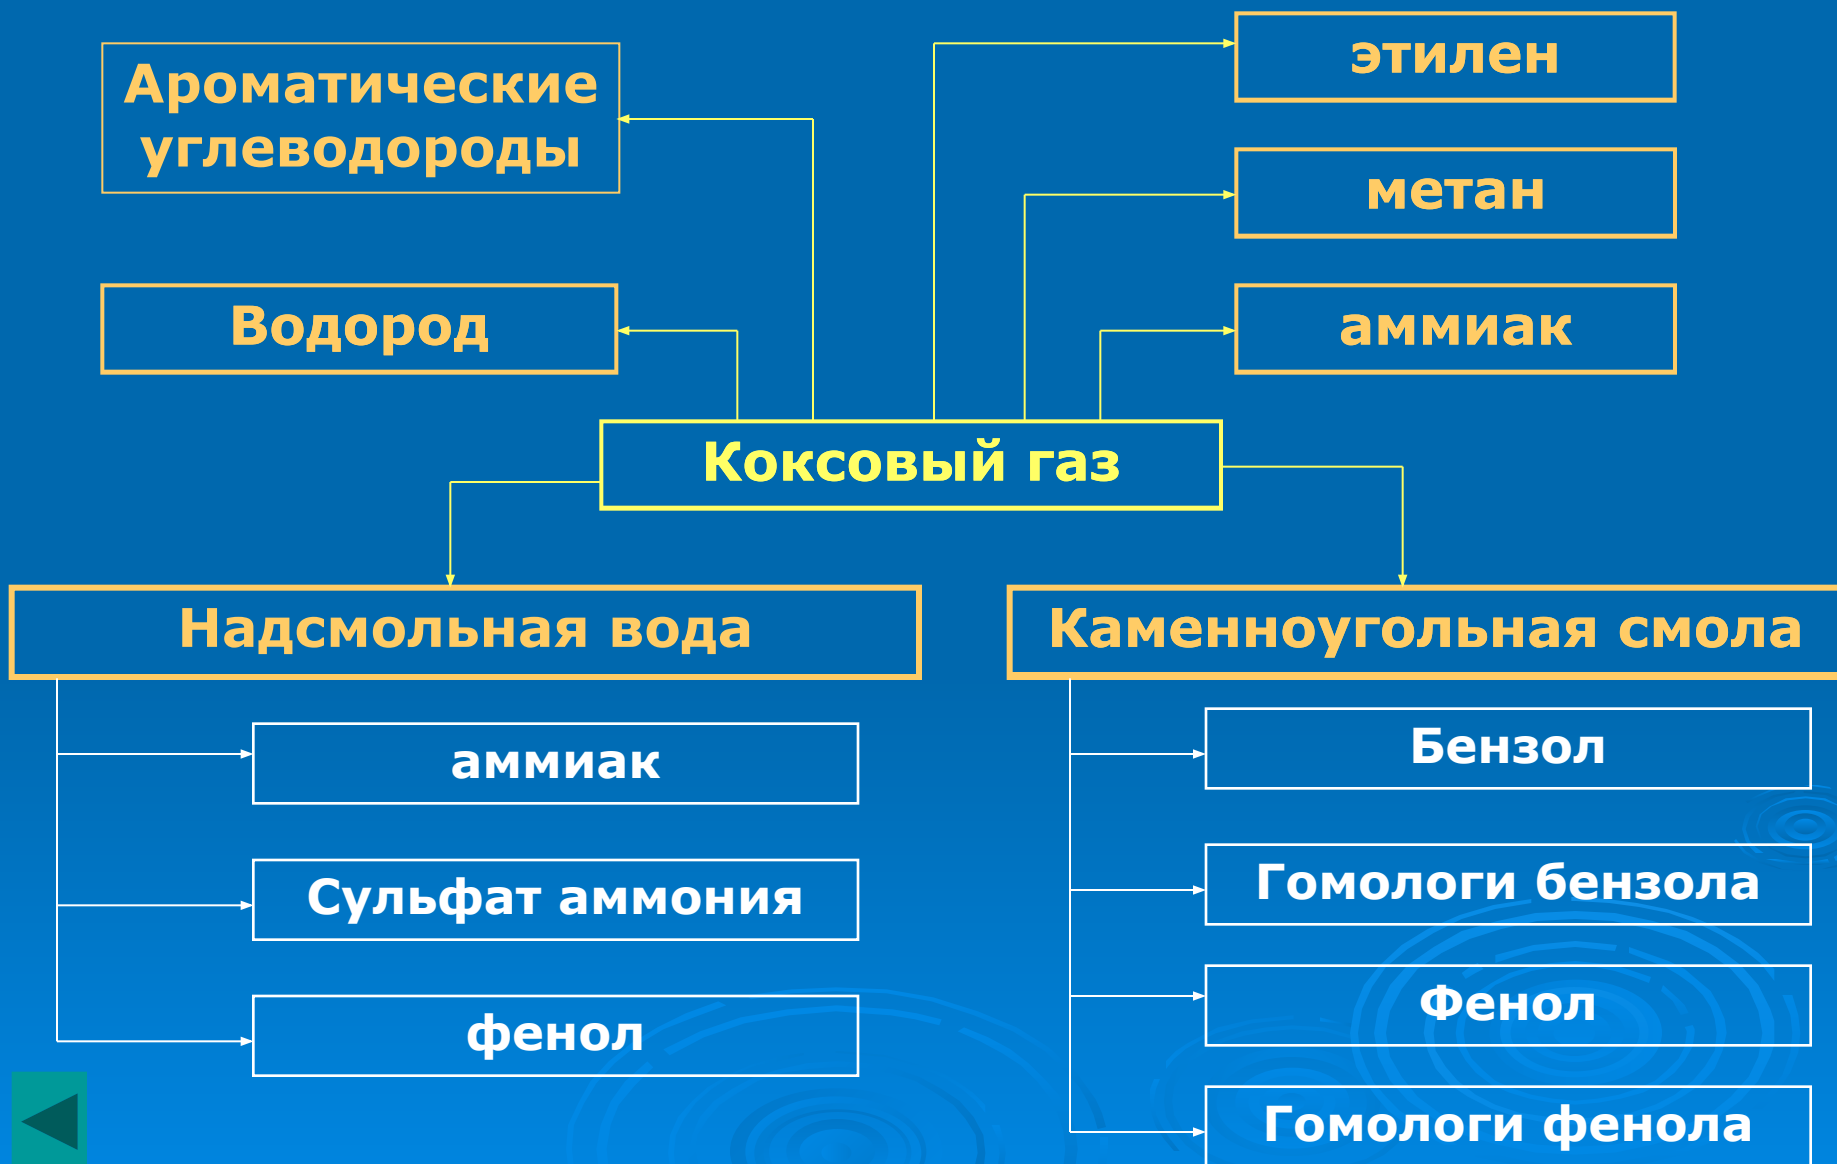 Ароматические
углеводороды
этилен
метан
Водород
аммиак
Коксовый газ
Надсмольная вода
Каменноугольная смола
аммиак
Сульфат аммония
фенол
Бензол
Гомологи бензола
Фенол
Гомологи фенола